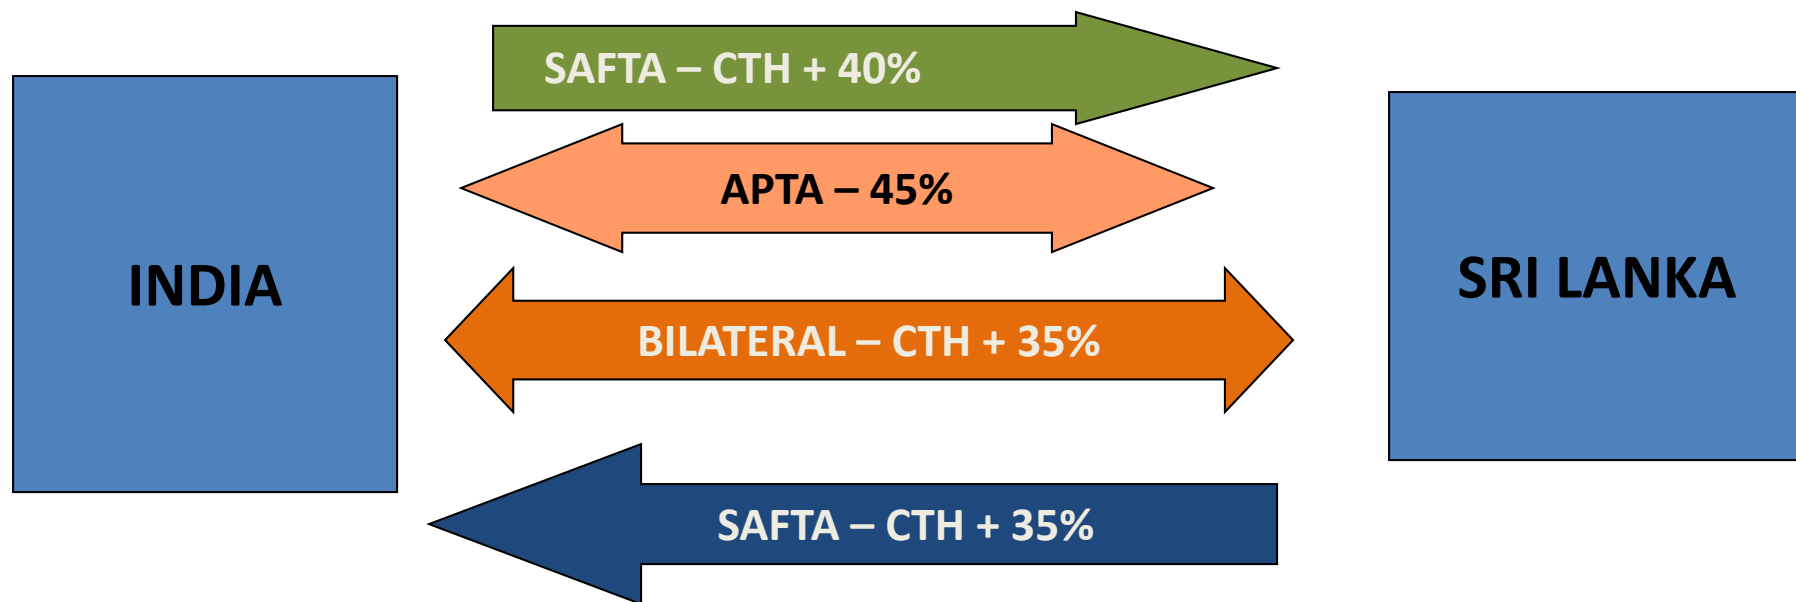 SAFTA – CTH + 40%
APTA – 45%
INDIA
SRI LANKA
BILATERAL – CTH + 35%
SAFTA – CTH + 35%